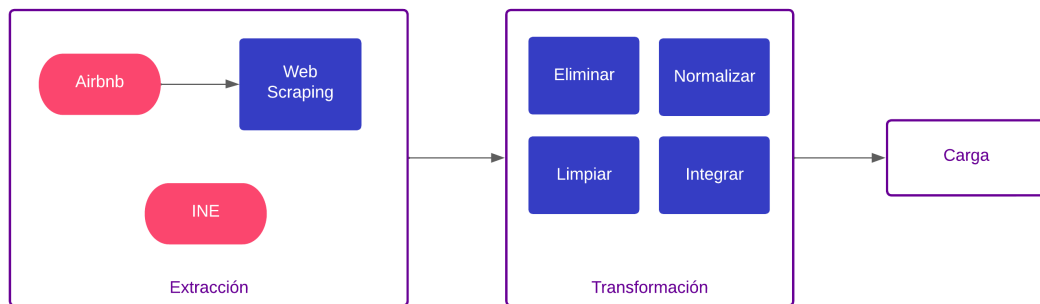 Airbnb
Web
Scraping
INE
Extracción
Eliminar
Normalizar
Limpiar
Integrar
Transformación
Carga